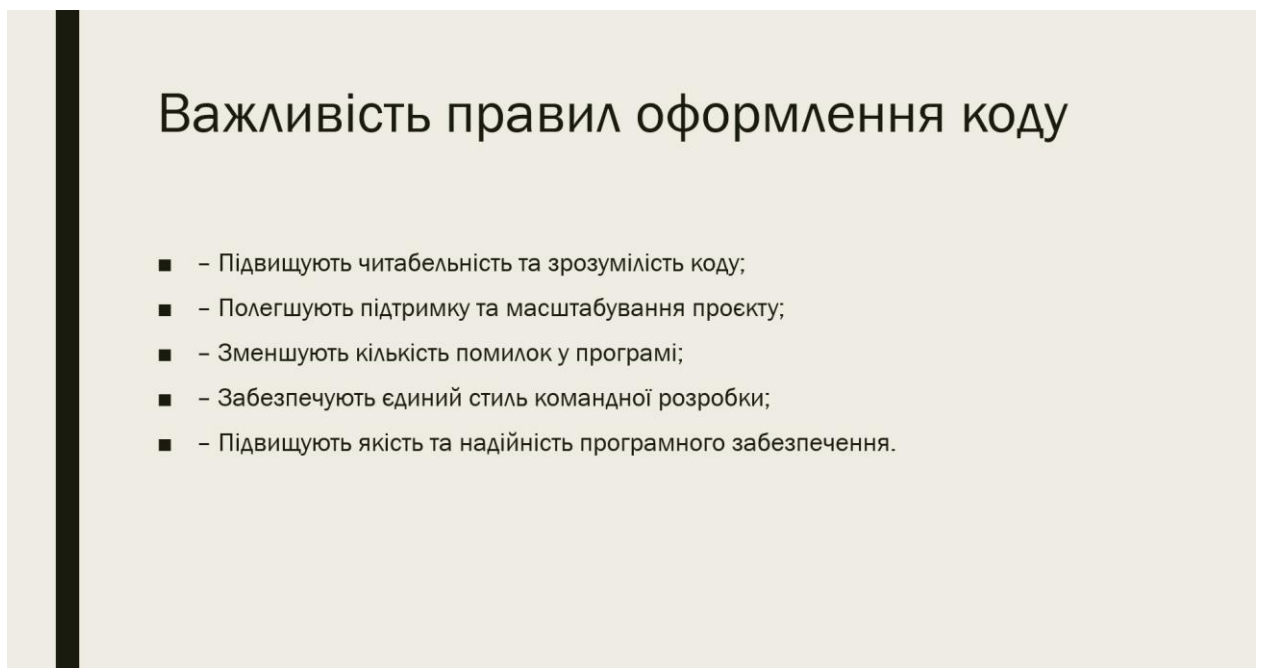 Важливість правил оформлення коду
■ – Підвищують читабельність та зрозумілість коду;
■ – Полегшують підтримку та масштабування проєкту;
■ – Зменшують кількість помилок у програмі;
■ – Забезпечують єдиний стиль командної розробки;
■ – Підвищують якість та надійність програмного забезпечення.